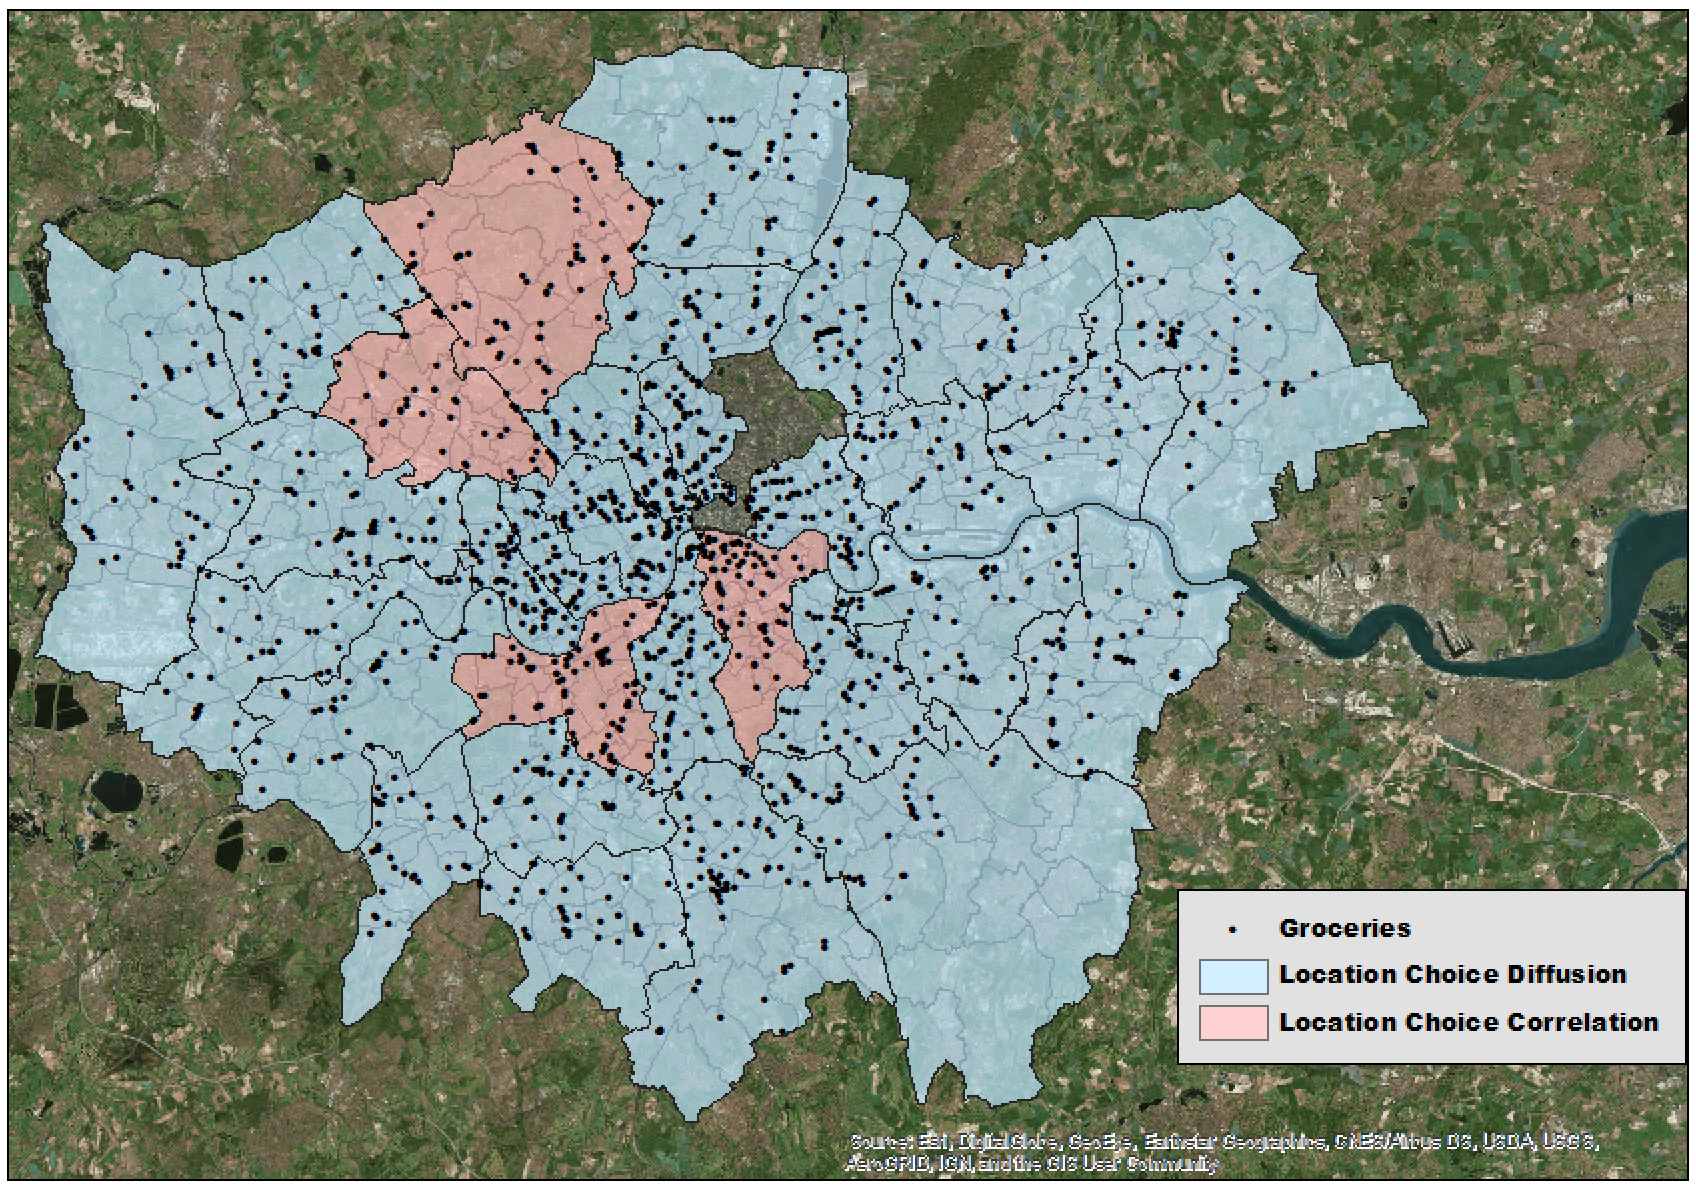 Groceries
Location Choice Diffusion
Location Choice Correlation
Source: Esri, DigitalGlobe, GeoEye, Earthstar Geographics, CNES/Airbus DS, USDA, USGS,
AeroGRID, IGN, and the GIS User Community